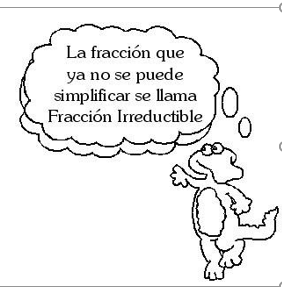 La fracción que
ya no se puede
simplificar se llama
Fracción Irreductible